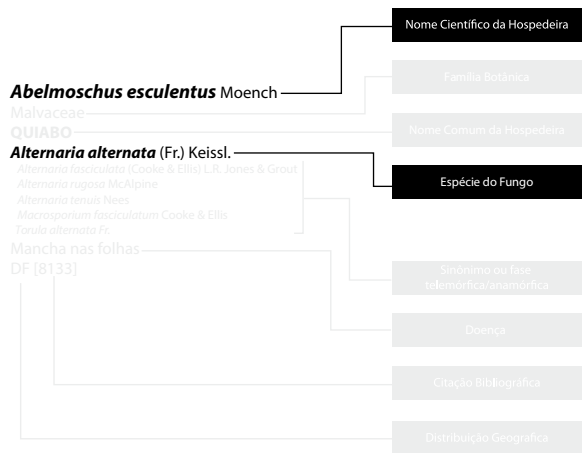 Nome Científico da Hospedeira
Abelmoschus esculentus Moench
Família Botânica
Malvaceae
QUIABO
Nome Comum da Hospedeira
Alternaria alternata (Fr.) Keissl.
Alternaria fasciculata (Cooke & Ellis) L.R. Jones & Grout
Alternaria rugosa McAlpine
Espécie do Fungo
Alternaria tenuis Nees
Macrosporium fasciculatum Cooke & Ellis
Torula alternata Fr.
Mancha nas folhas
DF [8133]
Sinônimo ou fase
telemórfica/anamórfica
Doença
Citação Bibliográfica
Distribuição Geografica